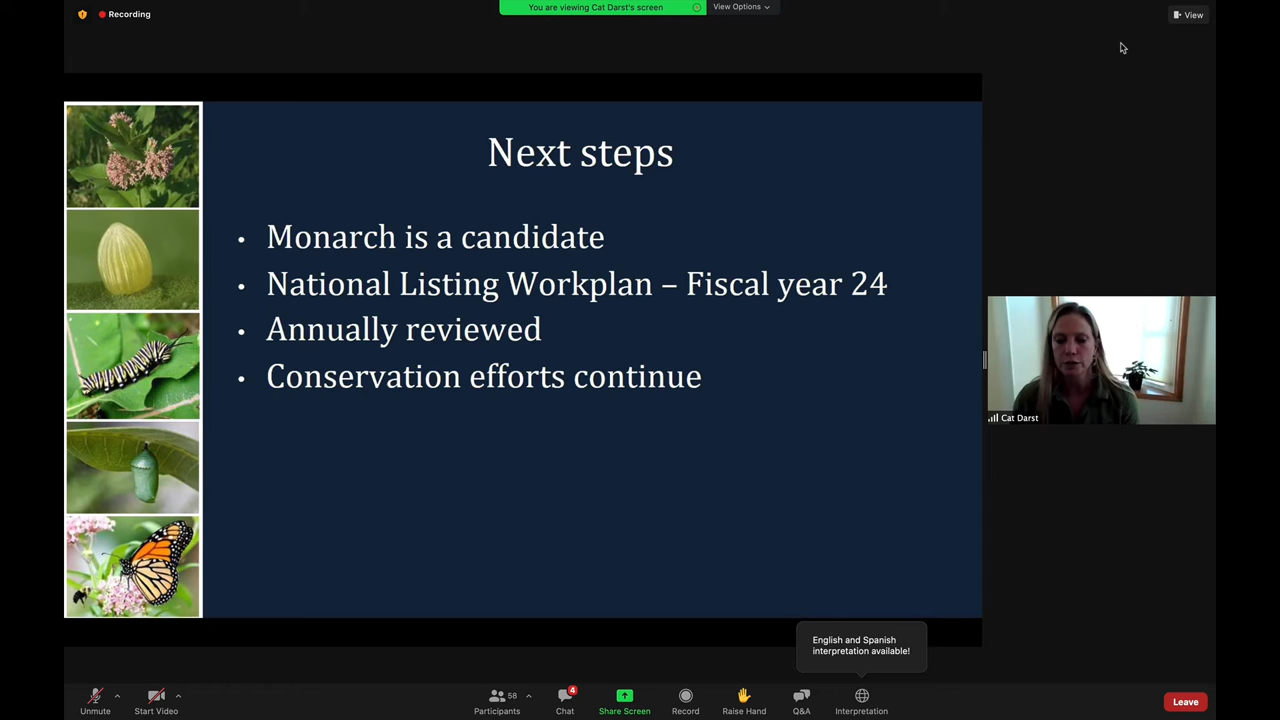 Recording
You are viewing Cat Darst's screen
View Options
View
Next steps
• Monarch is a candidate
• National Listing Workplan – Fiscal year 24
• Annually reviewed
• Conservation efforts continue
Cat Darst
English and Spanish
interpretation available!
Unmute
Start Video
58
Participants
4
Chat
Share Screen
Record
Raise Hand
Q&A
Interpretation
Leave